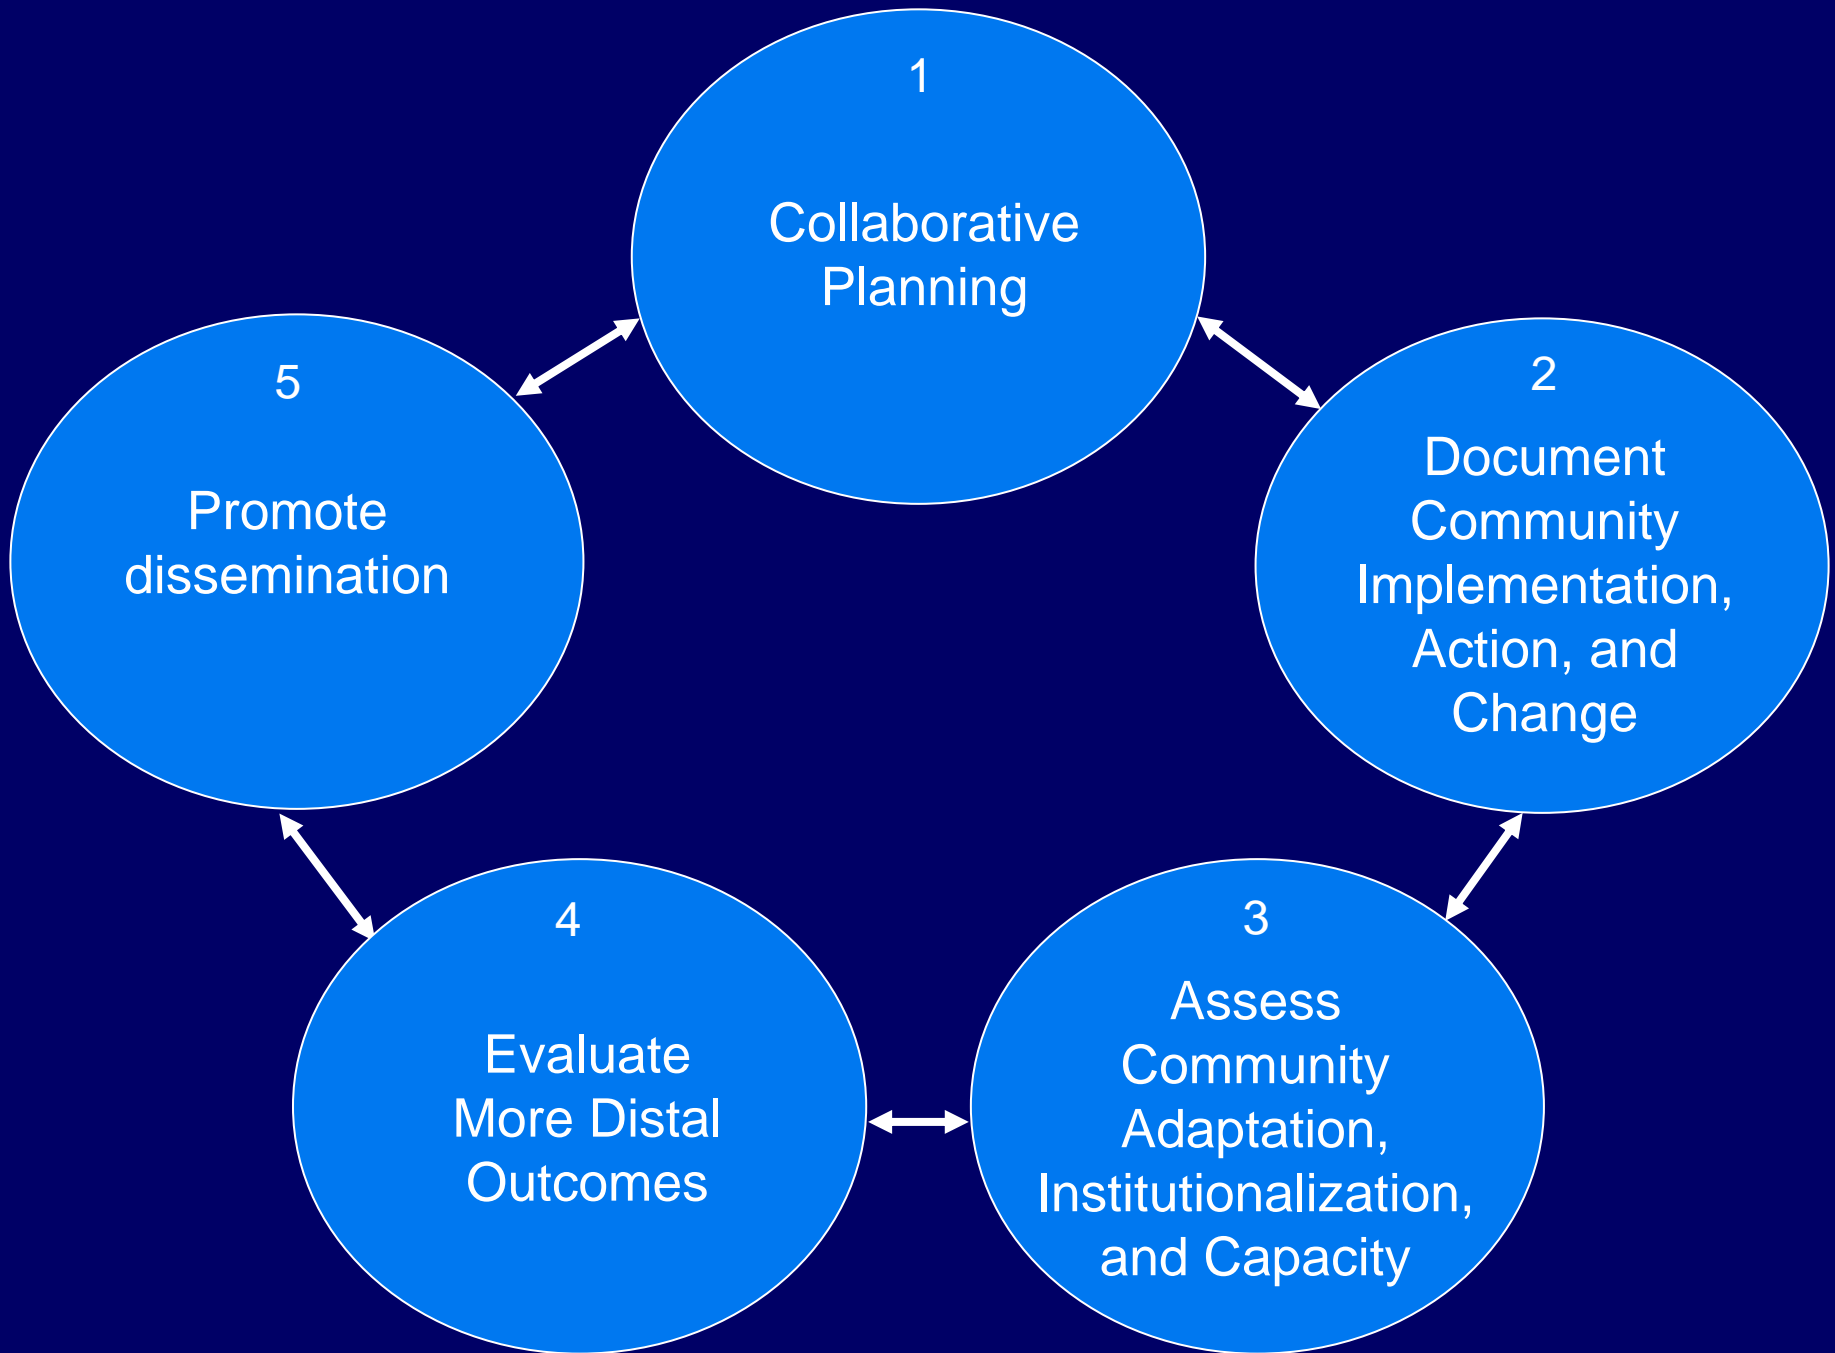 1
Collaborative
Planning
2
Document
Community
Implementation,
Action, and
Change
3
Assess
Community
Adaptation,
Institutionalization,
and Capacity
4
Evaluate
More Distal
Outcomes
5
Promote
dissemination